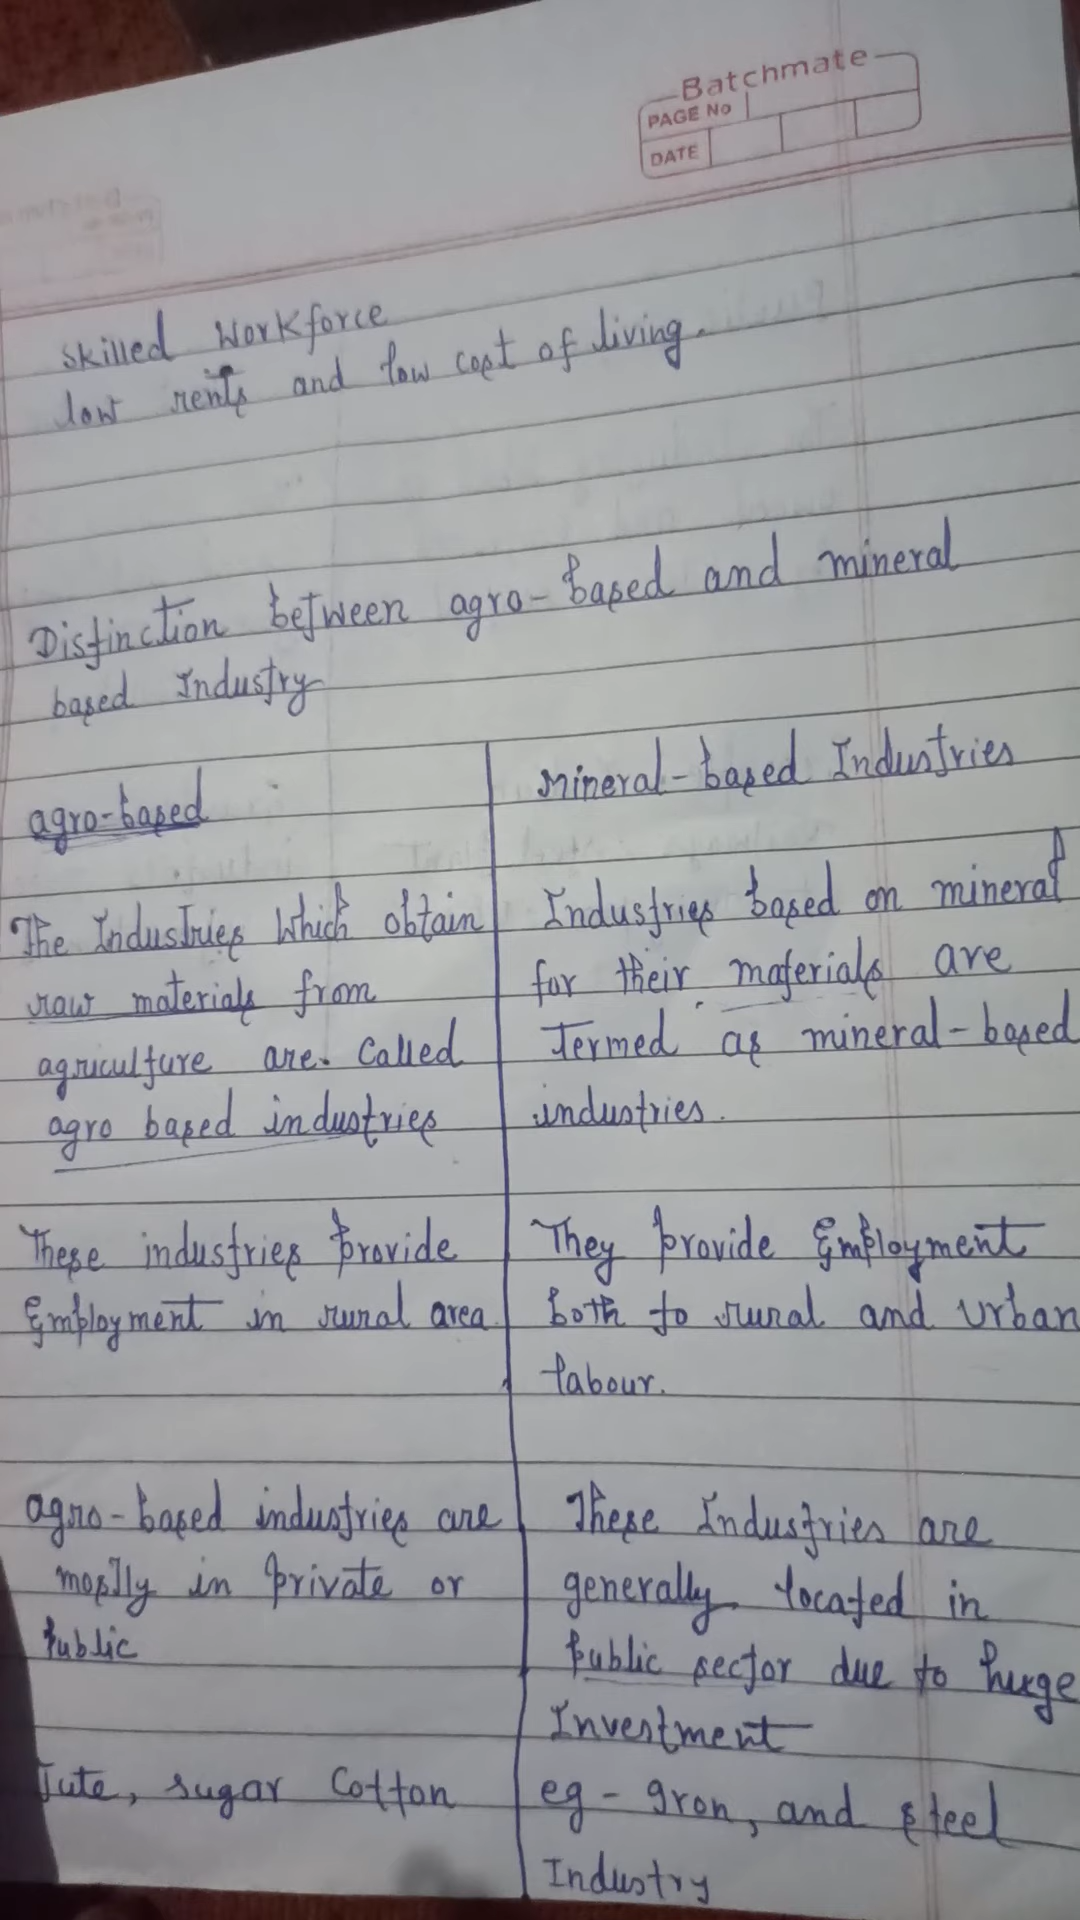 Batchmate
PAGE No
DATE
skilled Workforce
low rents and low cost of living.
Distinction between agro-based and mineral
based Industry
agro-based
The Industries which obtain
raw materials from
agriculture are. Called
agro based industries
These industries provide
Employment in rural area
agro-based industries are
mostly in private or
public
Jute, sugar Cotton
Mineral-based Industries
Industries based on mineral
for their materials are
Termed as mineral-based
industries.
They provide Employment
both to rural and Urban
labour.
These Industries are
generally located in
public sector due to huge
Investment
eg - Iron, and steel
Industry